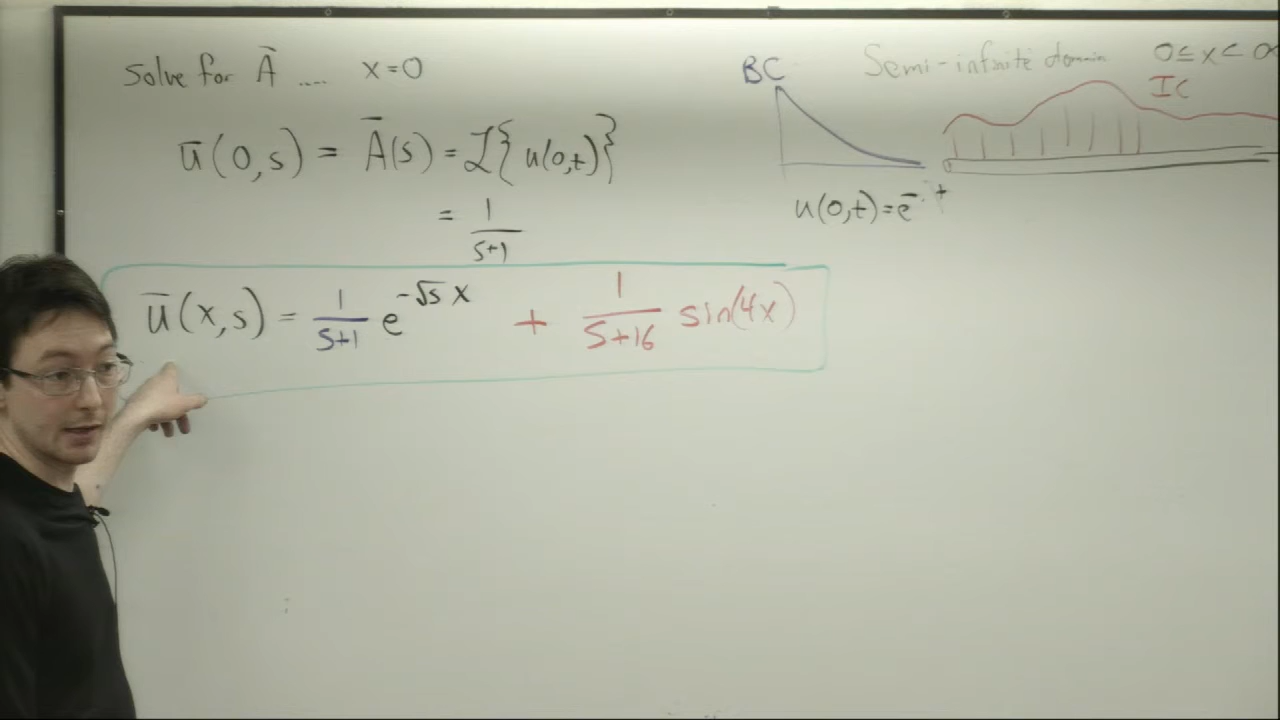 Solve for Ā .... x=0
ū(0,s) = Ā(s) = ℒ{u(0,t)}
= 1/(s+1)
ū(x,s) = 1/(s+1) e^(-√s x) + 1/(s+16) sin(4x)
BC
Semi-infinite domain 0≤x≤∞
IC
u(0,t)=e^-t